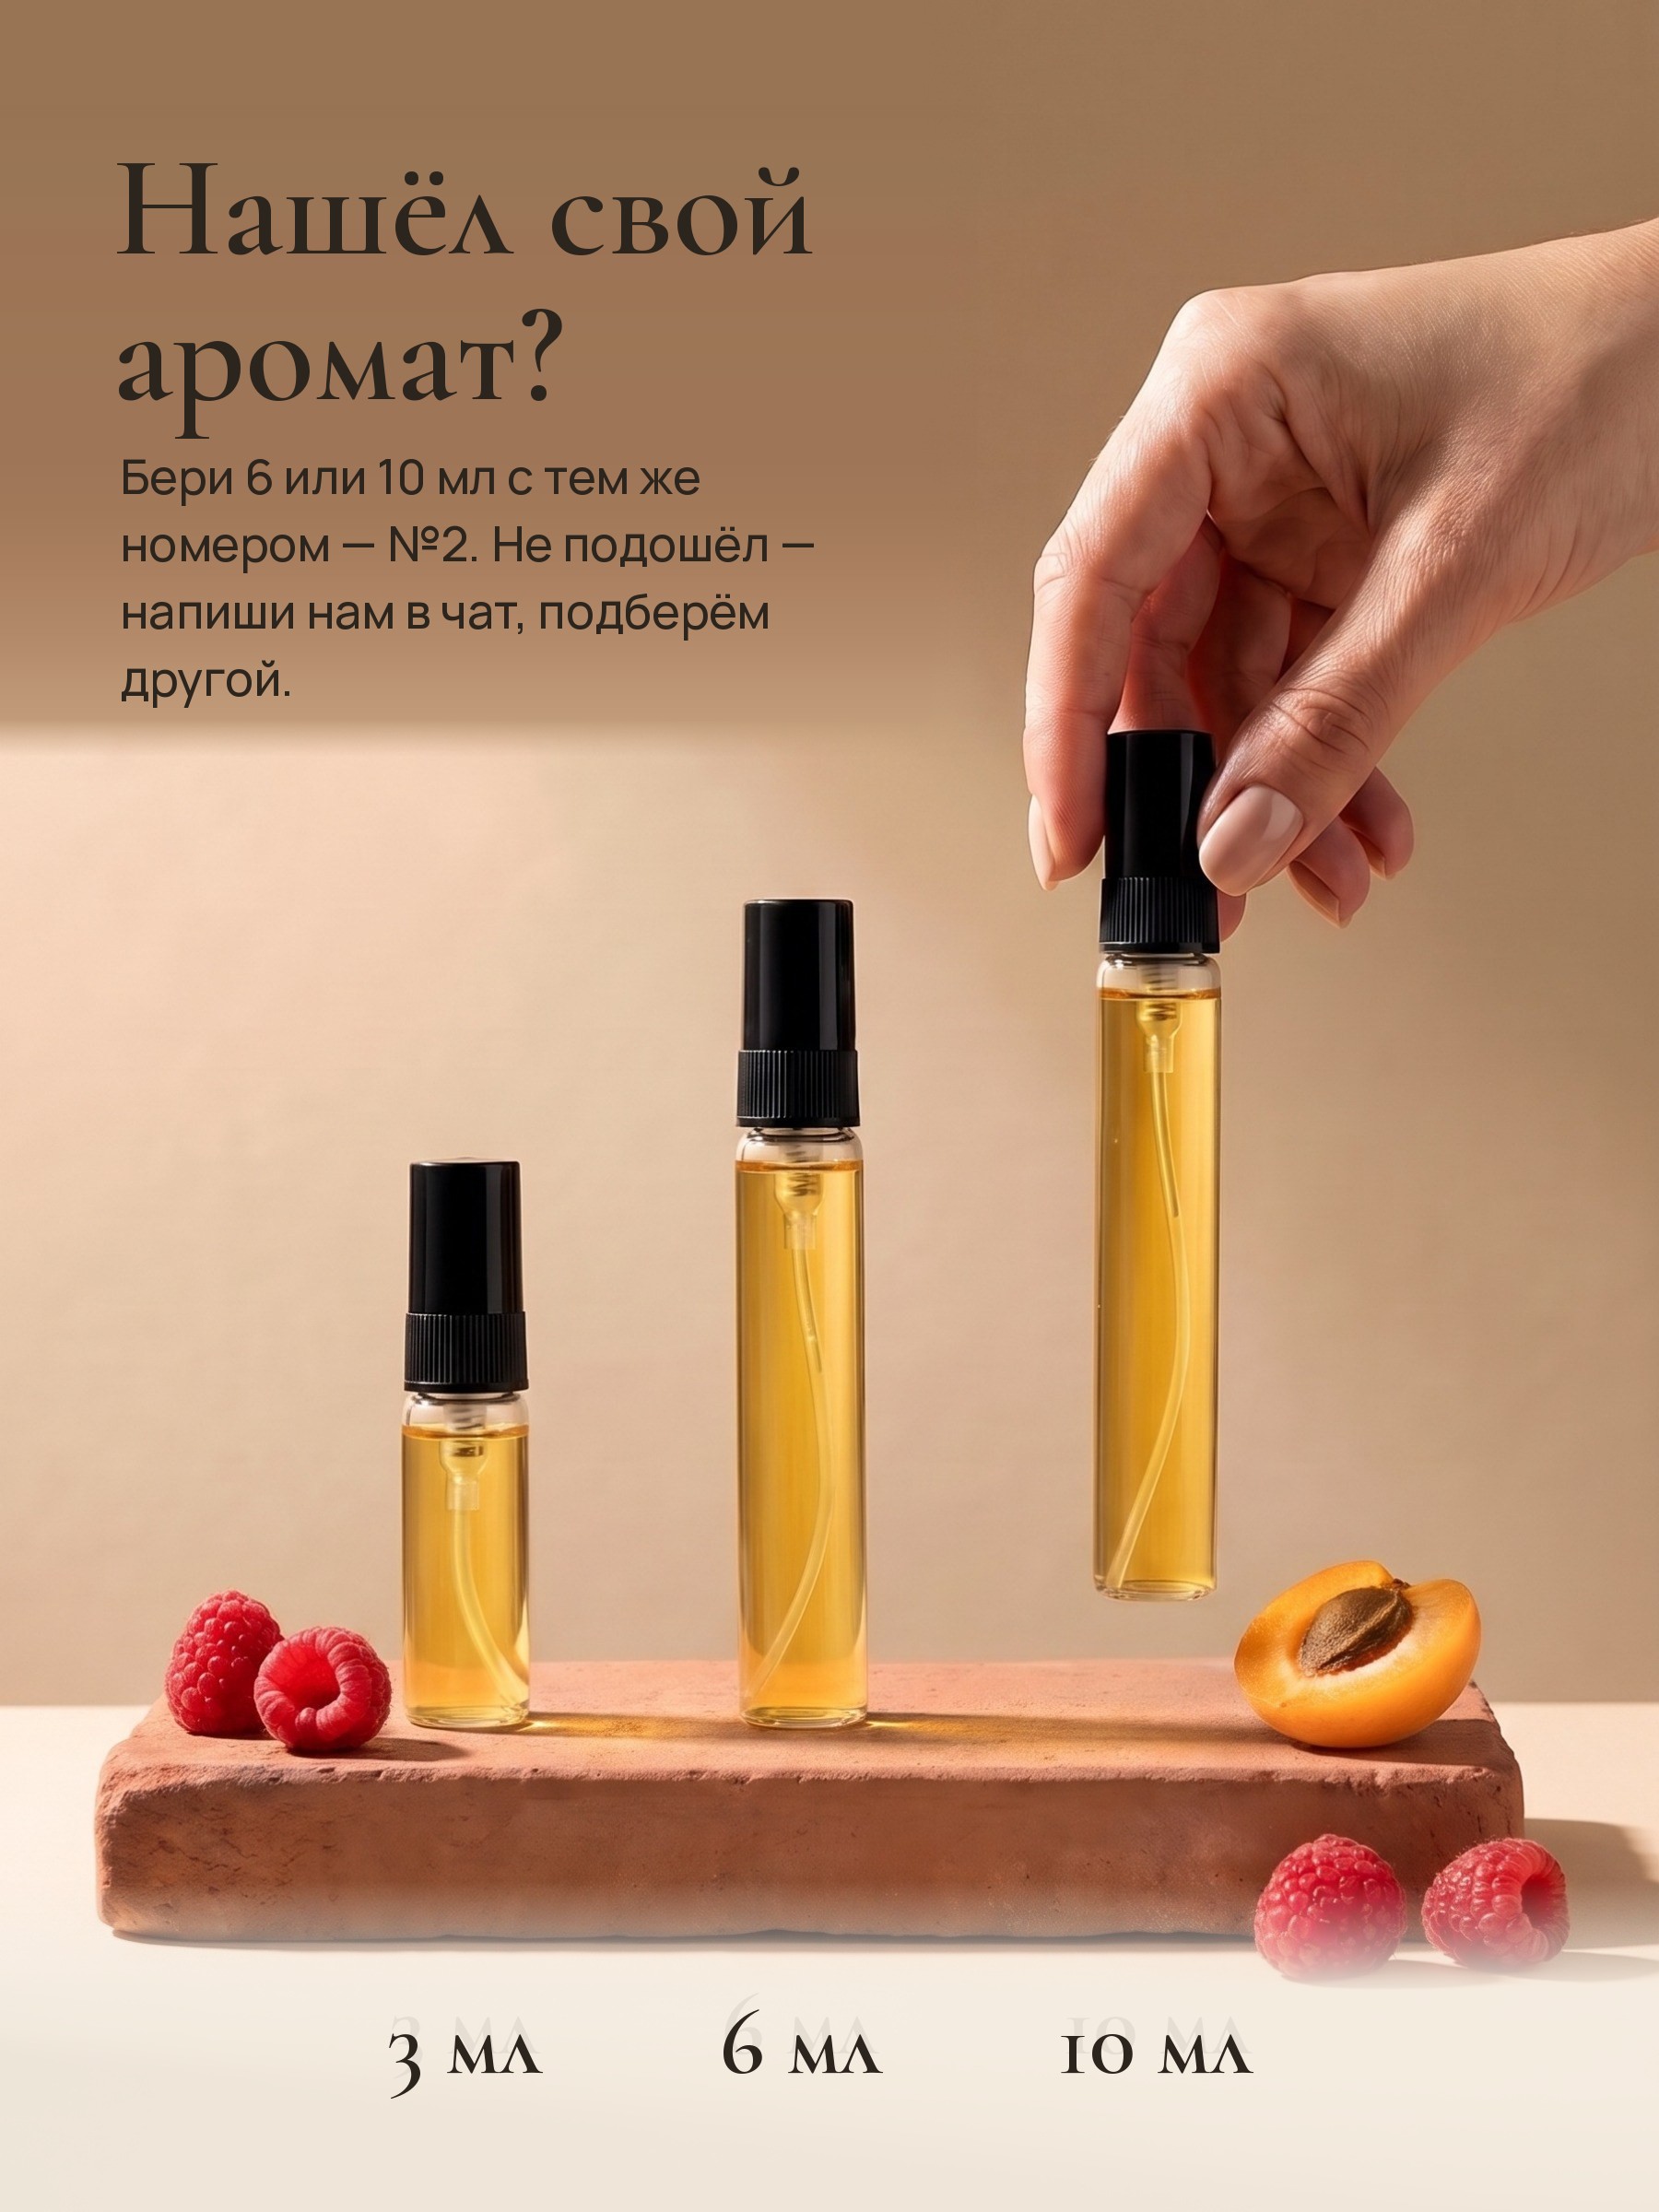 Нашёл свой
аромат?
Бери 6 или 10 мл с тем же
номером — №2. Не подошёл —
напиши нам в чат, подберём
другой.
3 мл 6 мл 10 мл